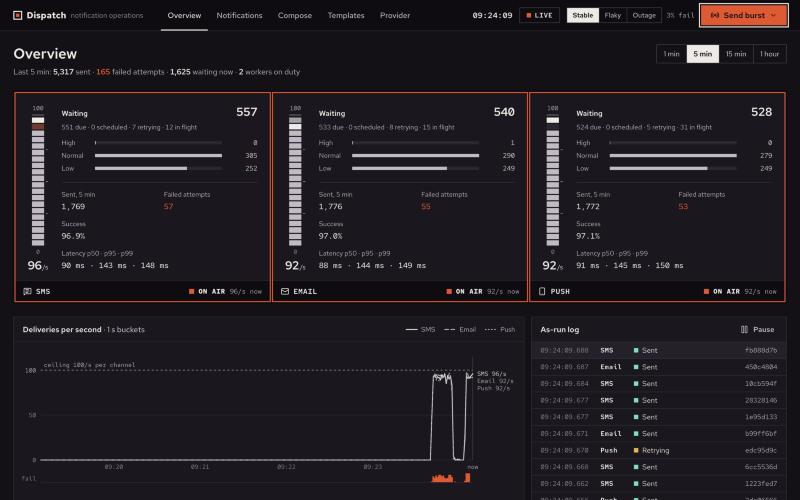 Dispatch notification operations Overview Notifications Compose Templates Provider 09:24:09 LIVE Stable Flaky Outage 3% fail Send burst
Overview
1 min 5 min 15 min 1 hour
Last 5 min: 5,317 sent · 165 failed attempts · 1,625 waiting now · 2 workers on duty
100
Waiting 557
551 due · 0 scheduled · 7 retrying · 12 in flight
High 0
Normal 305
Low 252
Sent, 5 min Failed attempts
1,769 57
Success
96.9%
0
Latency p50 · p95 · p99
96/s 90 ms · 143 ms · 148 ms
SMS ON AIR 96/s now
100
Waiting 540
533 due · 0 scheduled · 8 retrying · 15 in flight
High 1
Normal 290
Low 249
Sent, 5 min Failed attempts
1,776 55
Success
97.0%
0
Latency p50 · p95 · p99
92/s 88 ms · 144 ms · 149 ms
EMAIL ON AIR 92/s now
100
Waiting 528
524 due · 0 scheduled · 5 retrying · 31 in flight
High 0
Normal 279
Low 249
Sent, 5 min Failed attempts
1,772 53
Success
97.1%
0
Latency p50 · p95 · p99
92/s 91 ms · 145 ms · 150 ms
PUSH ON AIR 92/s now
Deliveries per second · 1 s buckets SMS Email Push
ceiling 100/s per channel
100
50
0
SMS 96/s
Email 92/s
Push 92/s
09:20 09:21 09:22 09:23 now
fail
As-run log Pause
09:24:09.688 SMS Sent fb888d7b
09:24:09.687 Email Sent 450c4804
09:24:09.684 SMS Sent 10cb594f
09:24:09.677 SMS Sent 28328146
09:24:09.677 SMS Sent 1e95d133
09:24:09.671 Email Sent b99ff6bf
09:24:09.670 Push Retrying edc95d9c
09:24:09.668 SMS Sent 6cc5536d
09:24:09.662 SMS Sent 1223fed7